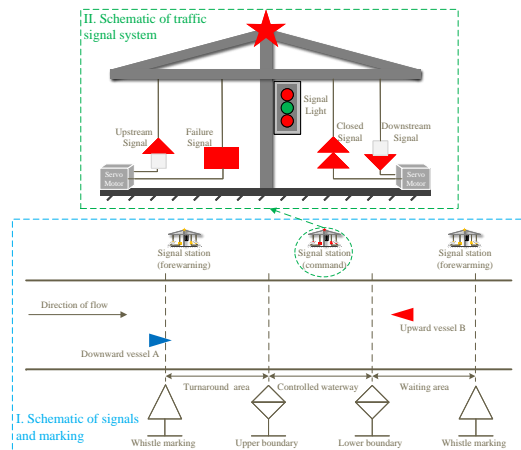 II. Schematic of traffic
signal system
Signal
Light
Upstream
Signal
Failure
Signal
Closed
Signal
Downstream
Signal
Servo
Motor
Servo
Motor
Signal station
(forewarning)
Signal station
(command)
Signal station
(forewarning)
Direction of flow
Upward vessel B
Downward vessel A
Turnaround area
Controlled waterway
Waiting area
I. Schematic of signals
and marking
Whistle marking
Upper boundary
Lower boundary
Whistle marking